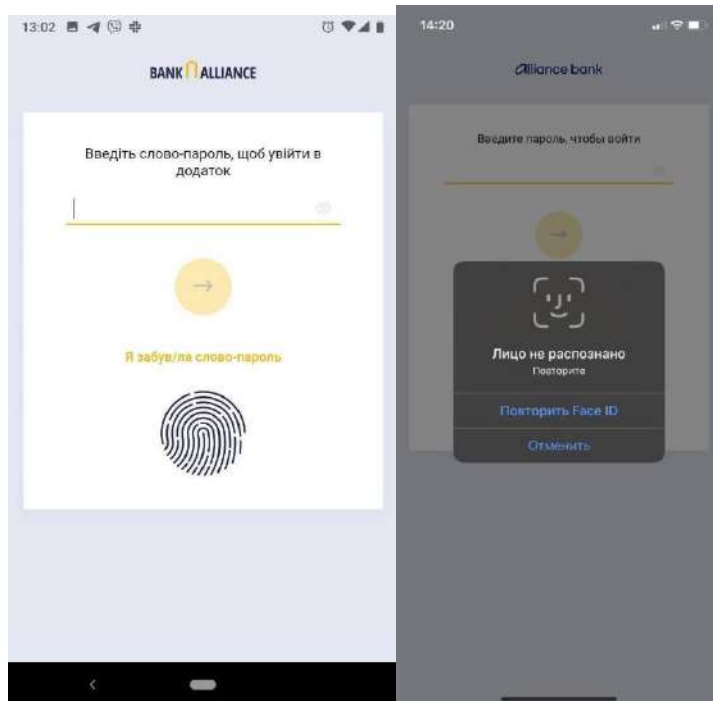 13:02
BANK ALLIANCE
Введіть слово-пароль, щоб увійти в
додаток
Я забув/ла слово-пароль
14:20
Alliance bank
Введите пароль, чтобы войти
Лицо не распознано
Повторите
Повторить Face ID
Отменить